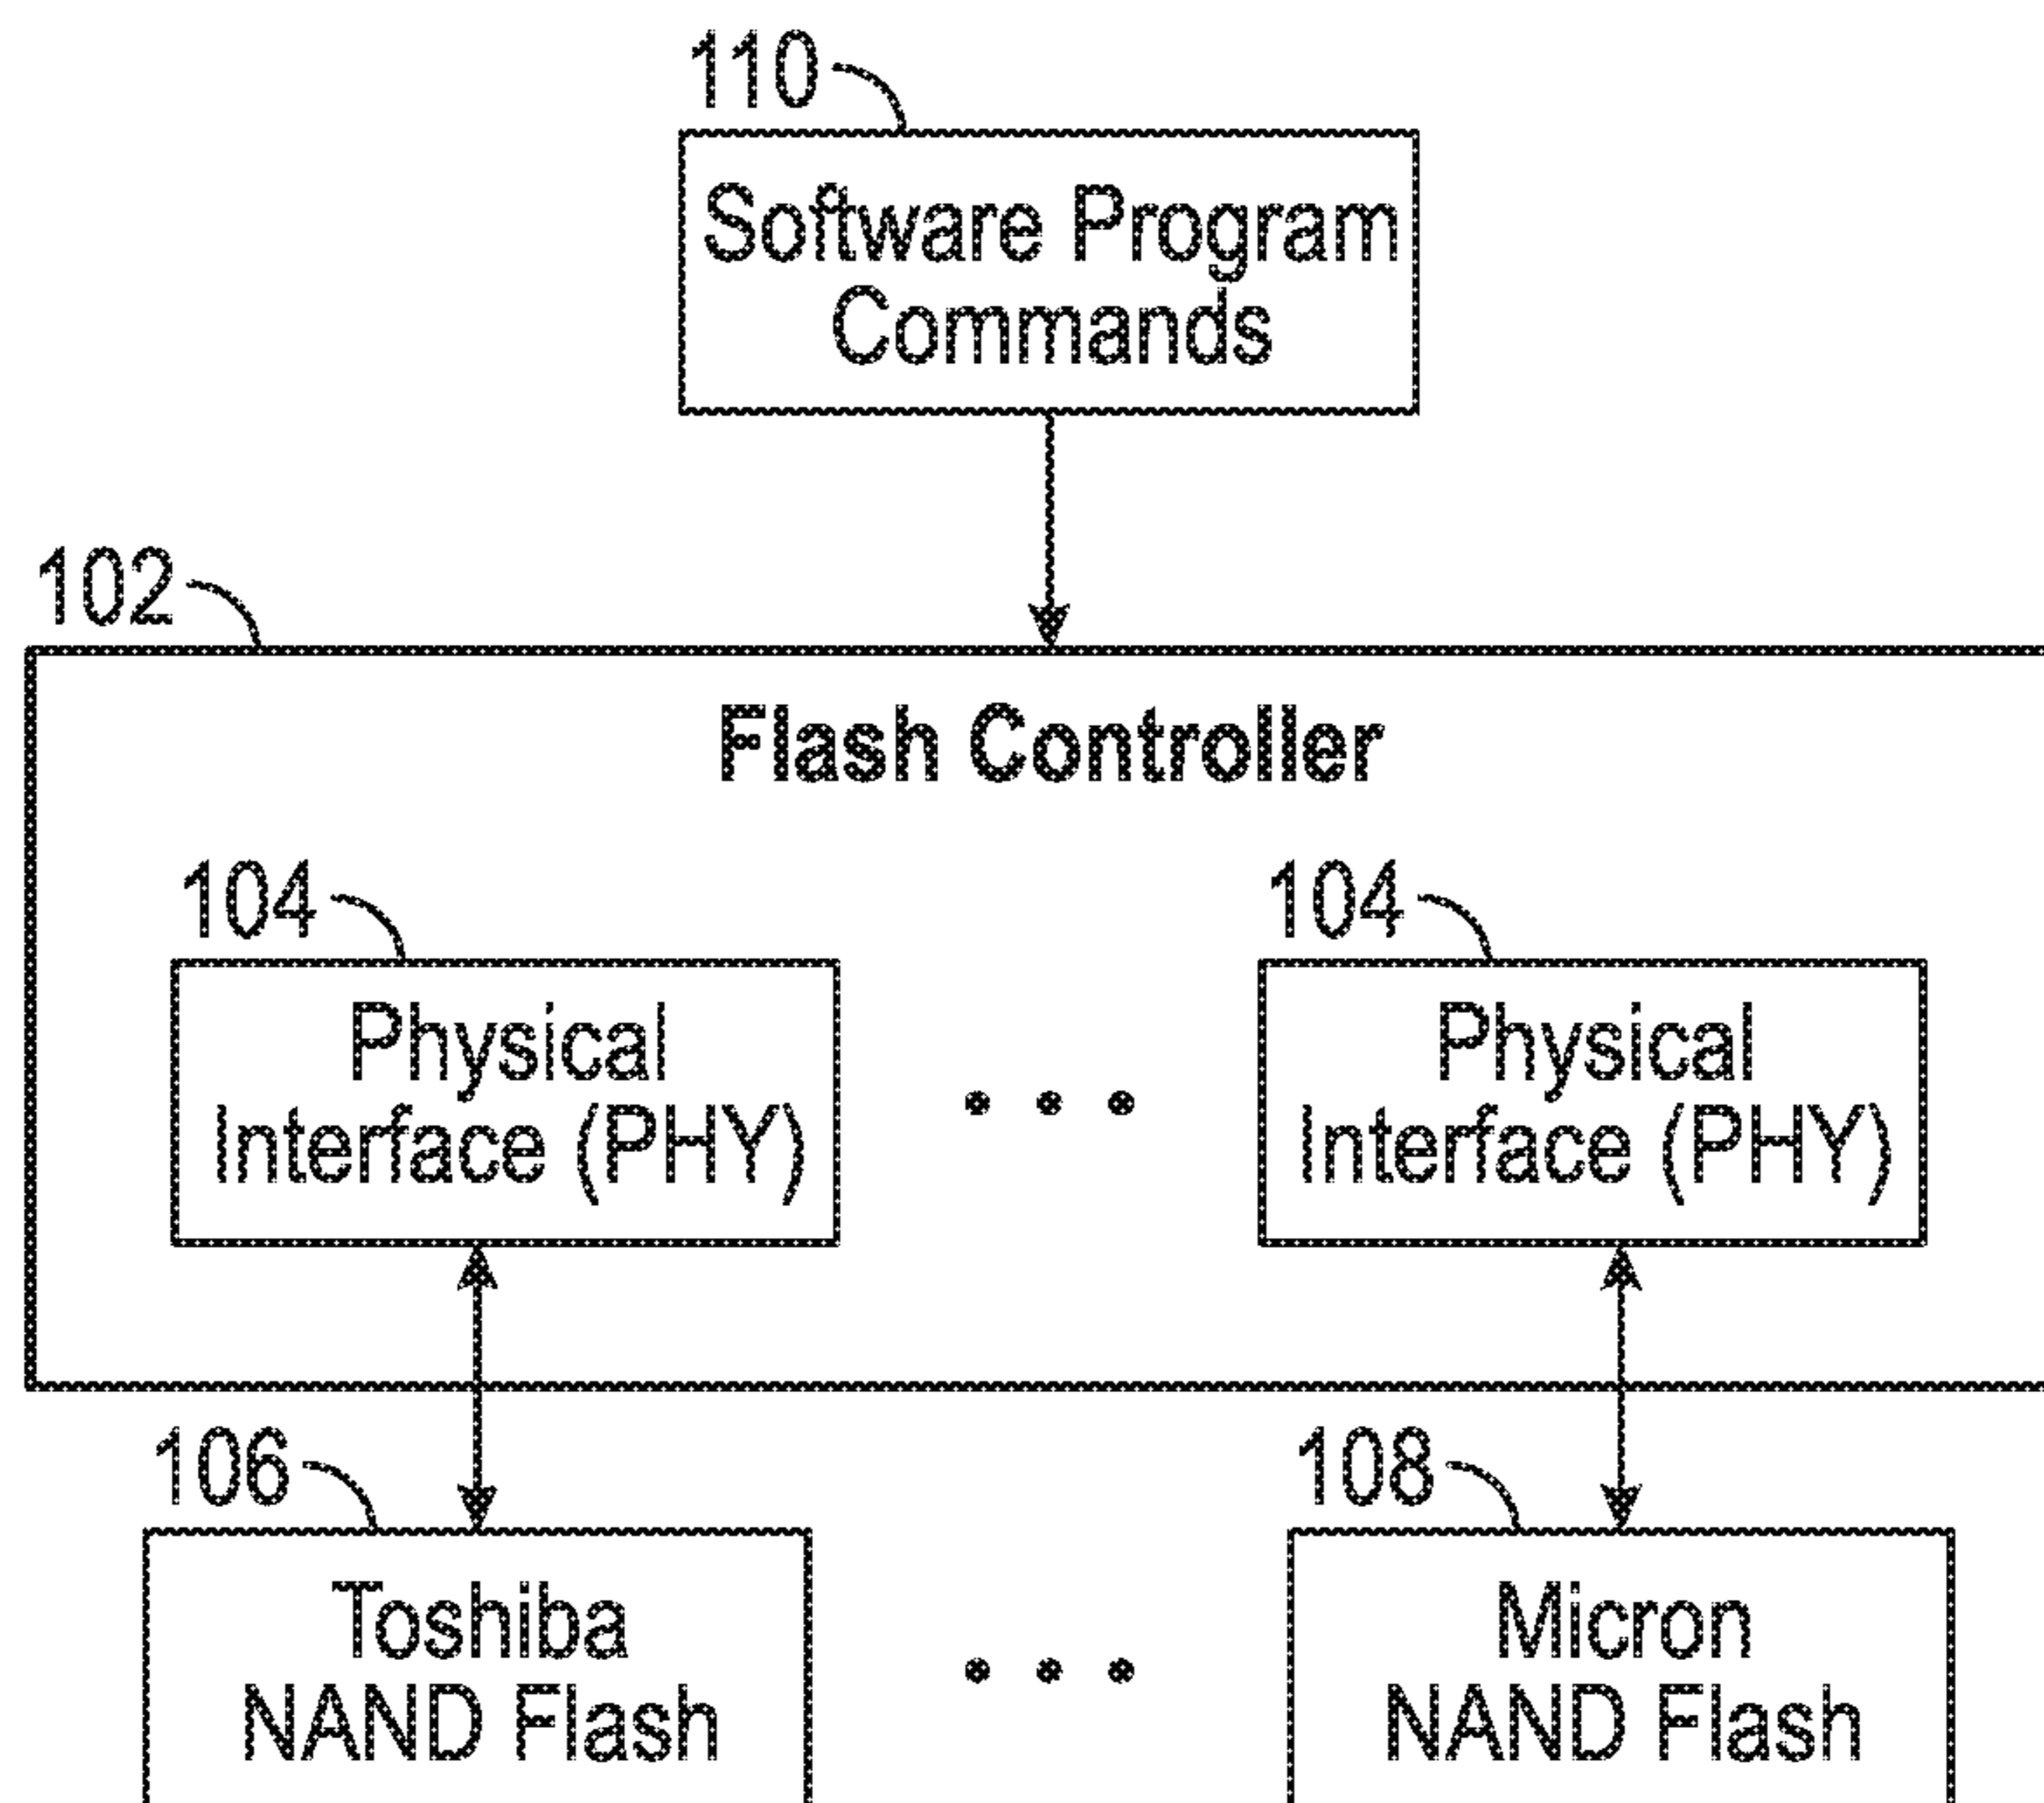 110
Software Program
Commands
102
Flash Controller
104
104
Physical
Interface (PHY)
Physical
Interface (PHY)
106
108
Toshiba
NAND Flash
Micron
NAND Flash